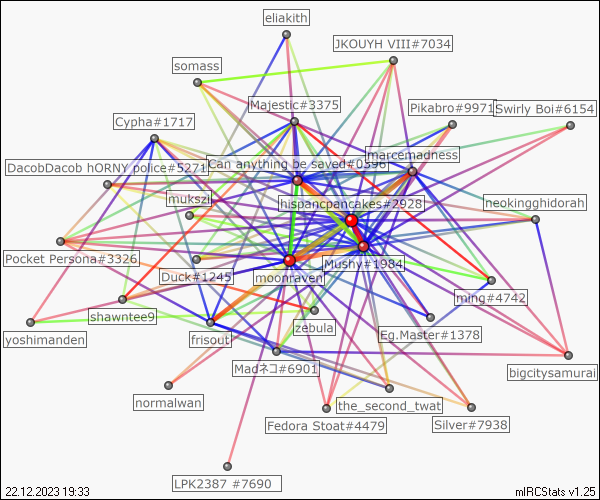 eliakith
JKOUYH VIII#7034
somass
Majestic#3375
Pikabro#9971
Swirly Boi#6154
Cypha#1717
marcemadness
Can anything be saved#0396
DacobDacob hORNY police#5271
mukszi
hispancpancakes#2928
neokingghidorah
Pocket Persona#3326
Mushy#1984
Duck#1245
moonraven
ming#4742
shawntee9
zebula
Eg.Master#1378
yoshimanden
frisout
Madネコ#6901
bigcitysamurai
normalwan
the_second_twat
Fedora Stoat#4479
Silver#7938
LPK2387 #7690
22.12.2023 19:33
mIRCStats v1.25